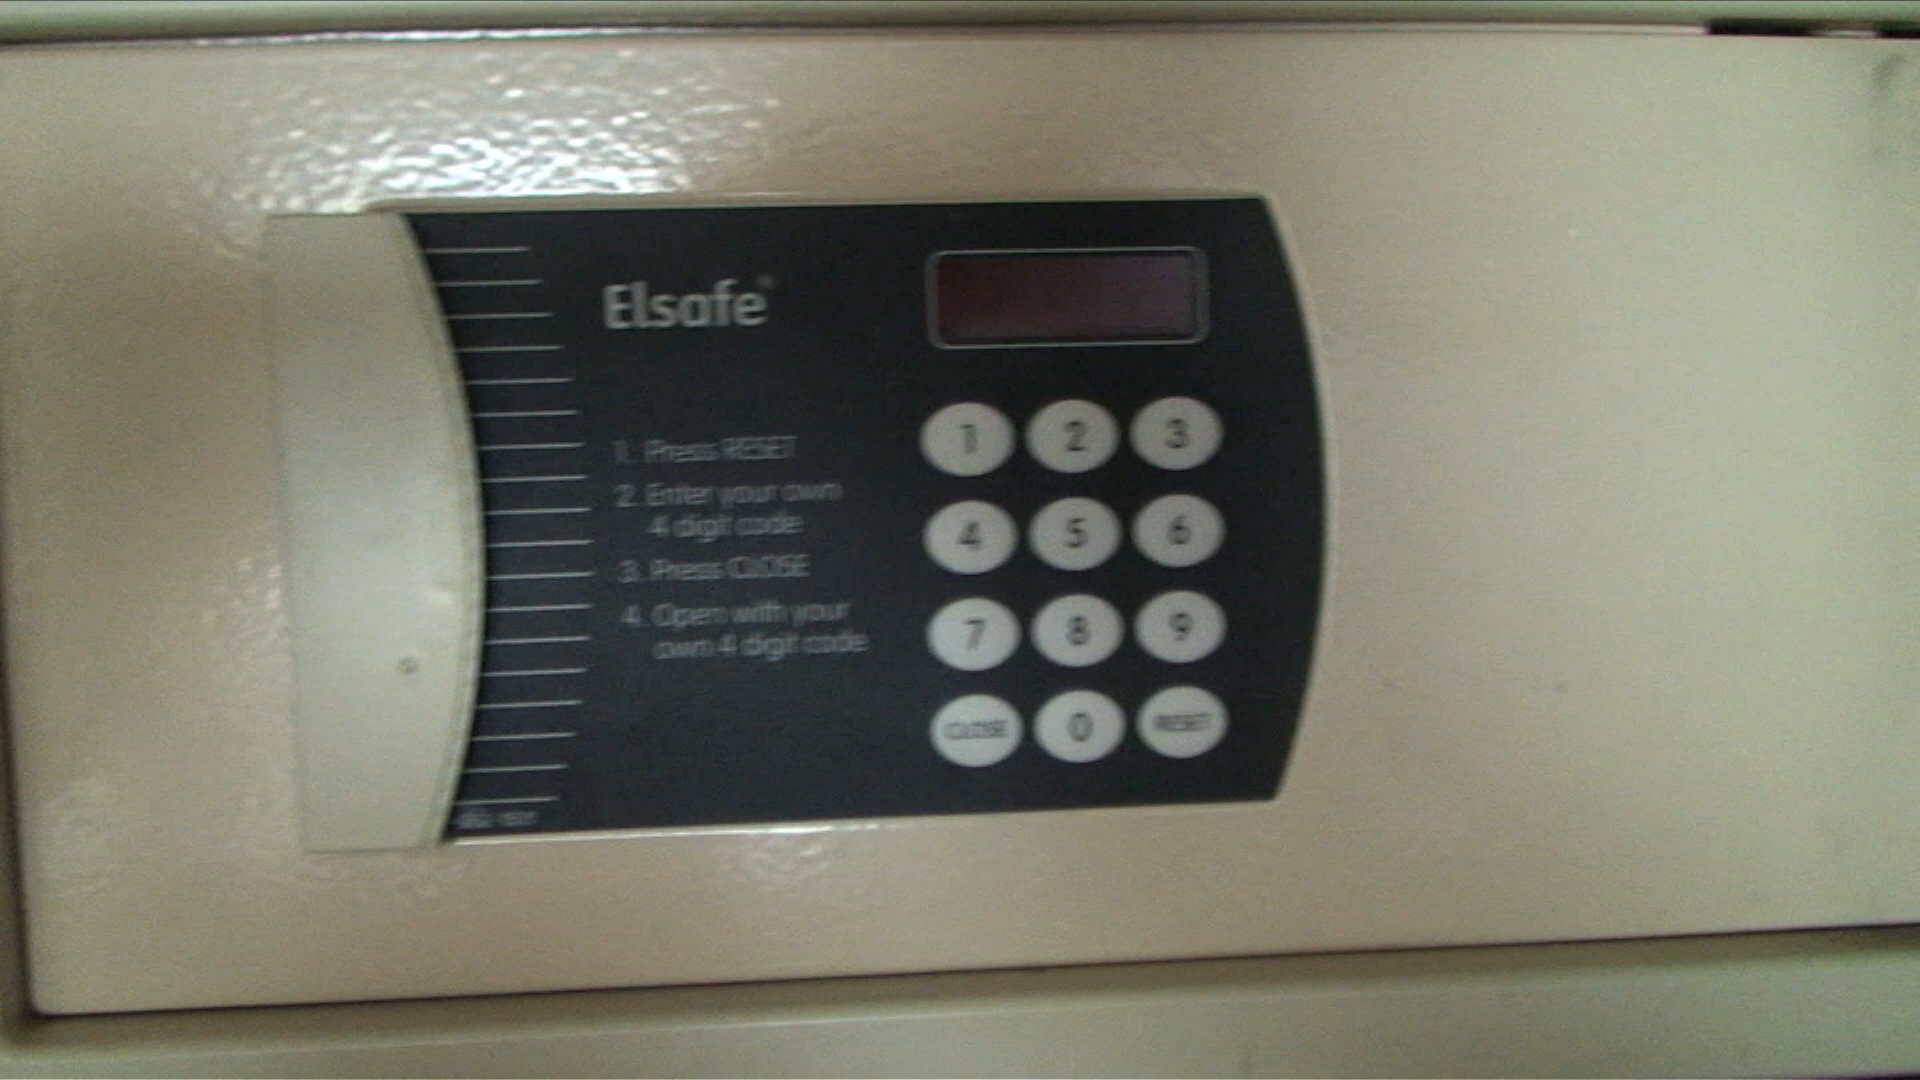 Elsafe®
1. Press RESET
2. Enter your own
4 digit code
3. Press CLOSE
4. Open with your
own 4 digit code
1 2 3
4 5 6
7 8 9
CLOSE 0 RESET